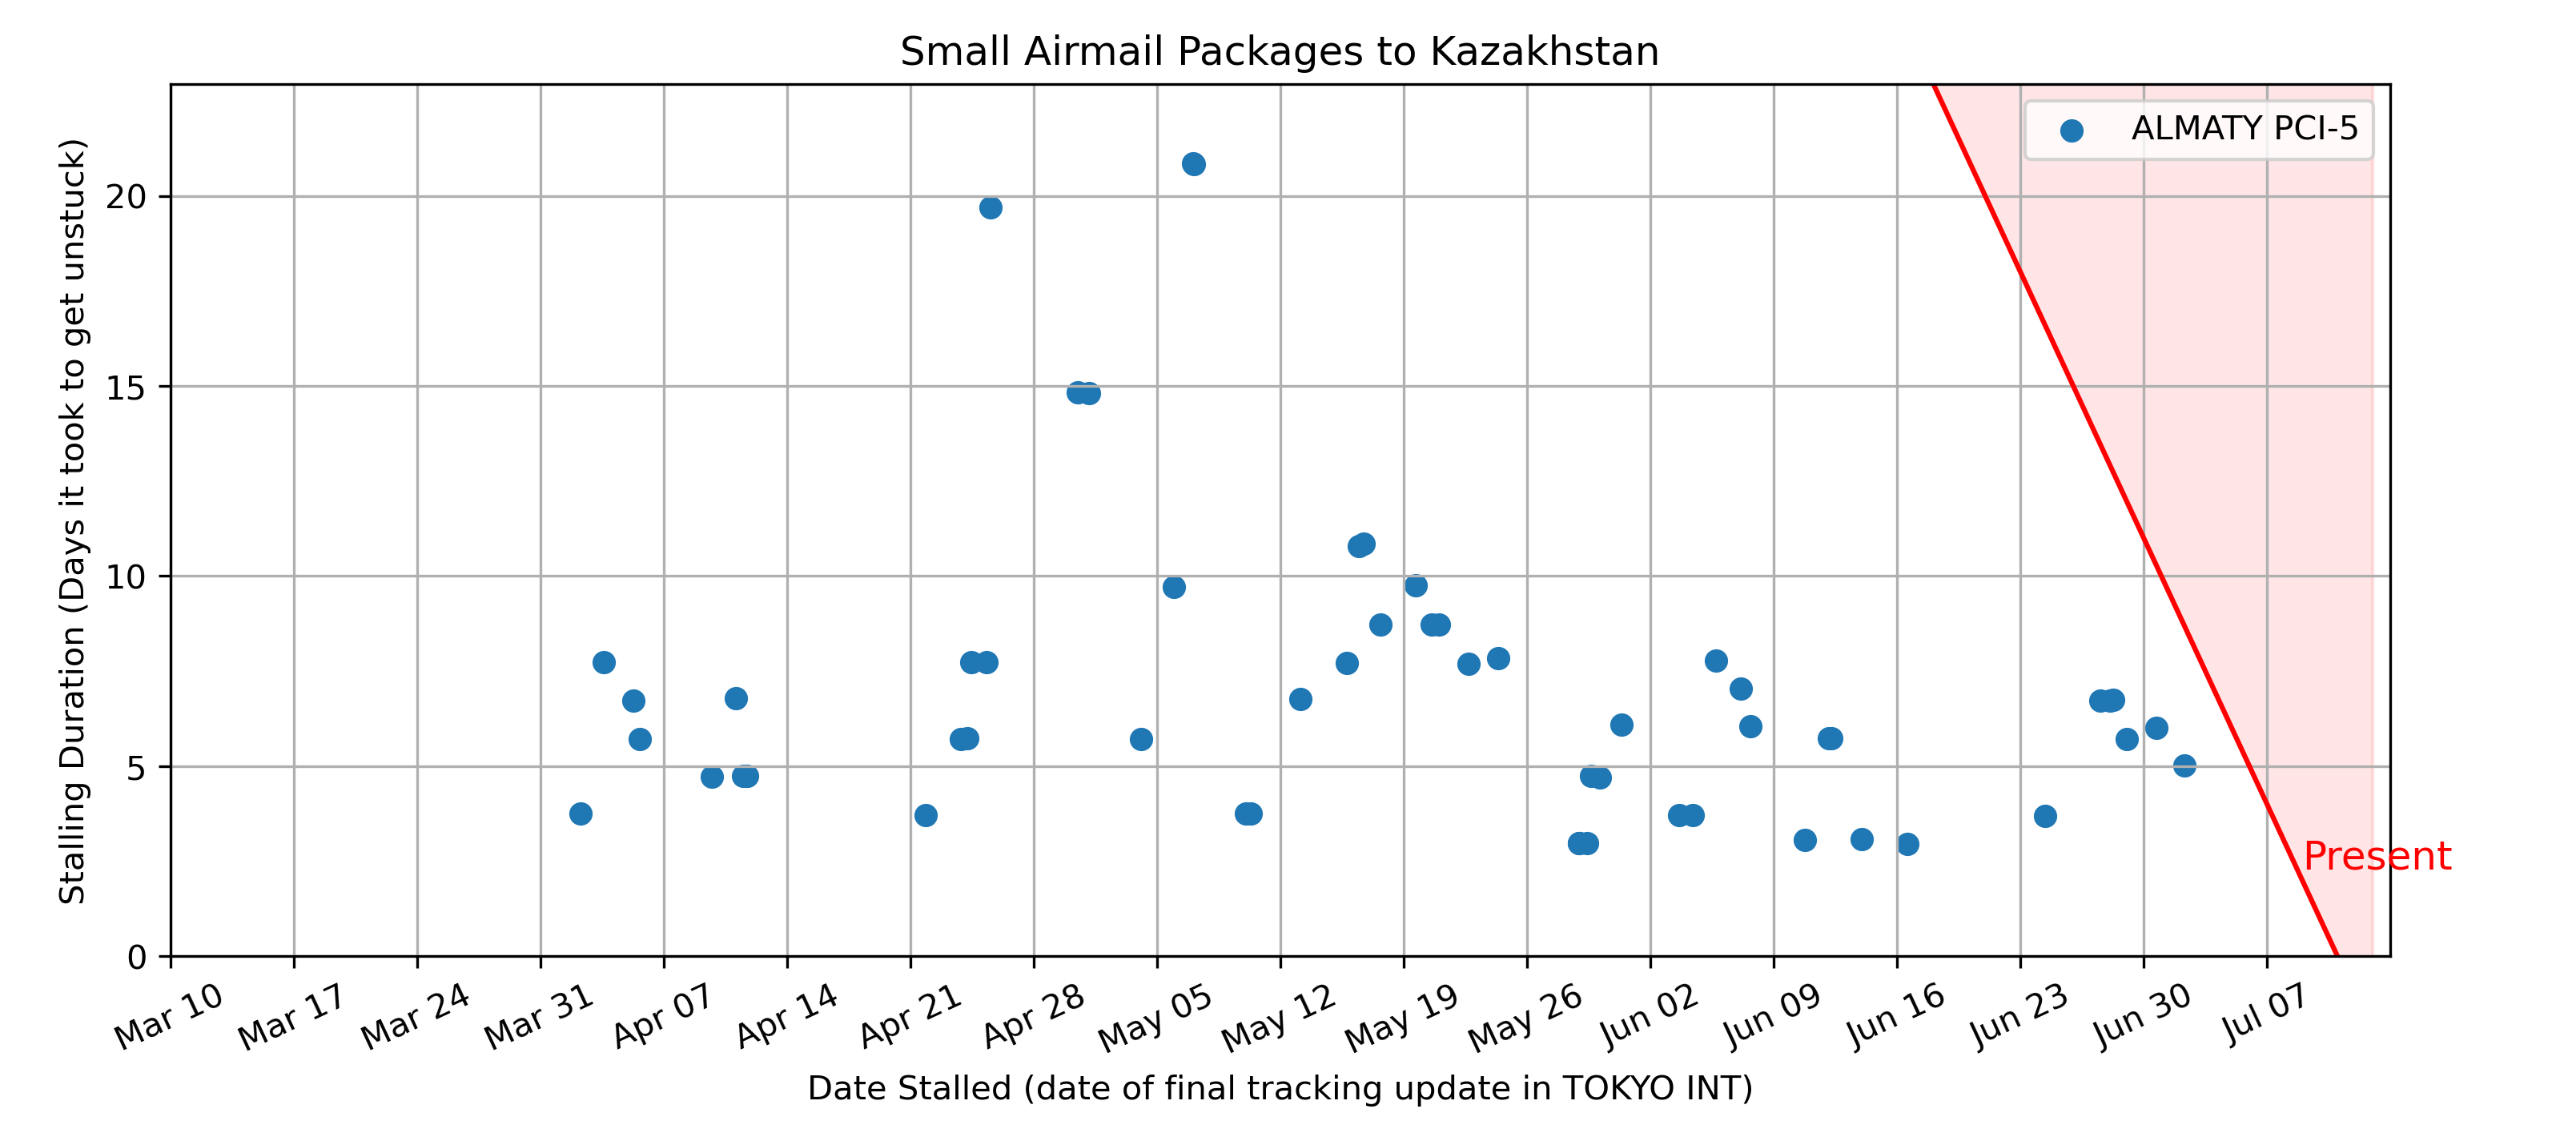 Small Airmail Packages to Kazakhstan
ALMATY PCI-5
Stalling Duration (Days it took to get unstuck)
20
15
10
5
0
Present
Mar 10
Mar 17
Mar 24
Mar 31
Apr 07
Apr 14
Apr 21
Apr 28
May 05
May 12
May 19
May 26
Jun 02
Jun 09
Jun 16
Jun 23
Jun 30
Jul 07
Date Stalled (date of final tracking update in TOKYO INT)